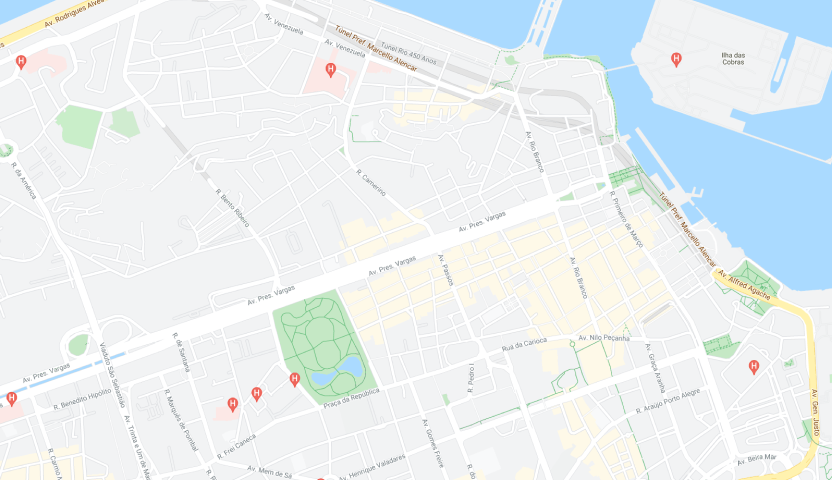 Av. Rodrigues Alves
Av. Venezuela
Túnel Pref. Marcello Alencar
Túnel Rio 450 Anos
Av. Venezuela
Ilha das
Cobras
H
H
H
R. da América
R. Bento Ribeiro
R. Camerino
Av. Rio Branco
R. Primeiro de Março
Túnel Pref. Marcello Alencar
Av. Pres. Vargas
Av. Pres. Vargas
Av. Pres. Vargas
Av. Pres. Vargas
Av. Passos
Av. Rio Branco
Av. Alfred Agache
Viaduto São Sebastião
R. de Santana
Rua da Carioca
Av. Nilo Peçanha
Av. Graça Aranha
R. Pedro I
Praça da República
H
H
H
H
H
R. Benedito Hipólito
Av. Trinta e Um de Mar
R. Marquês de Pombal
R. Frei Caneca
Av. Gomes Freire
R. Araújo Porto Alegre
Av. Gen. Justo
R. Carmo
Av. Mem de Sá
Av. Henrique Valadares
Av. Beira Mar